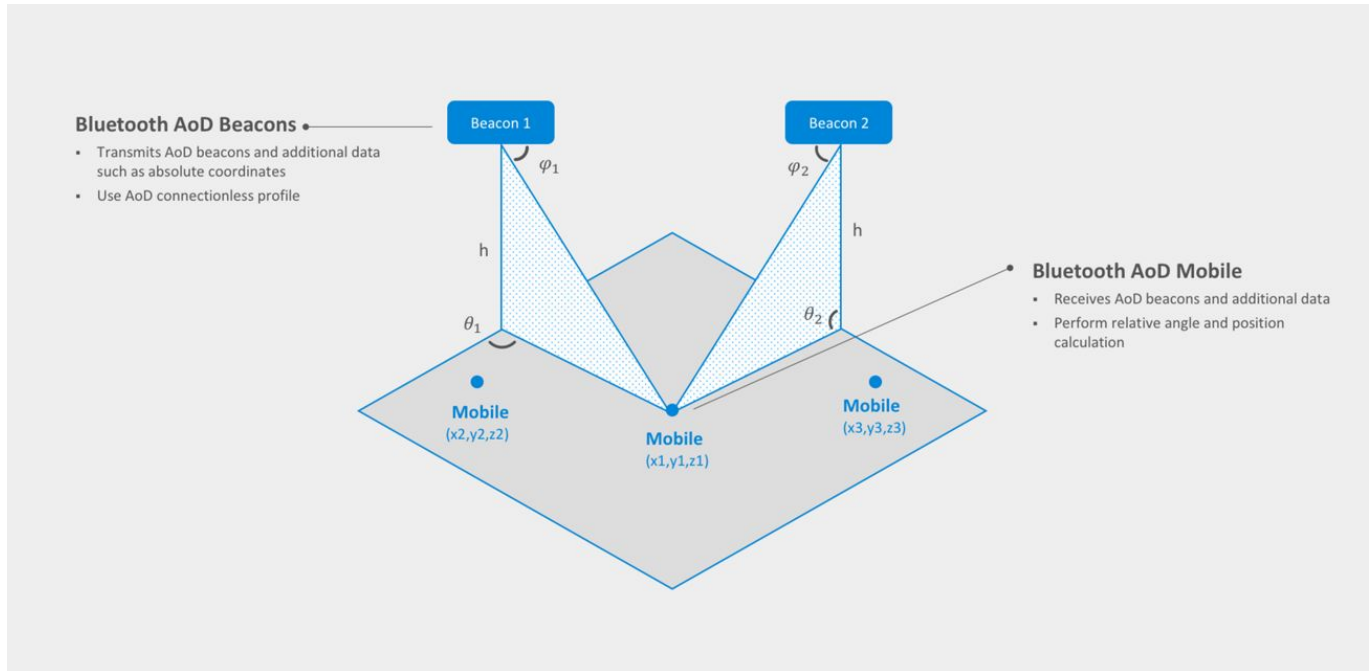 Bluetooth AoD Beacons
▪ Transmits AoD beacons and additional data
such as absolute coordinates
▪ Use AoD connectionless profile
Beacon 1
Beacon 2
φ₁
φ₂
h
h
θ₁
θ₂
Bluetooth AoD Mobile
▪ Receives AoD beacons and additional data
▪ Perform relative angle and position
calculation
Mobile
(x2,y2,z2)
Mobile
(x1,y1,z1)
Mobile
(x3,y3,z3)